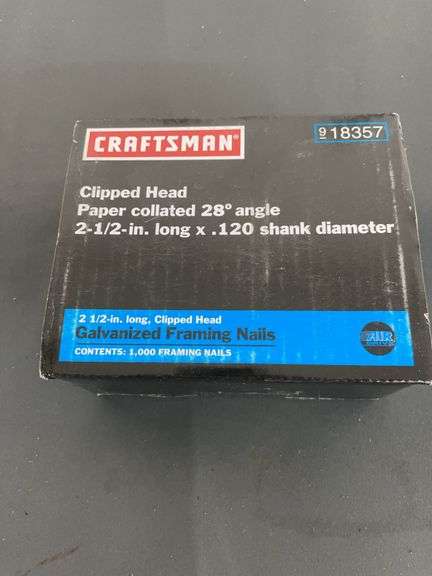 CRAFTSMAN®
9 18357
Clipped Head
Paper collated 28° angle
2-1/2-in. long x .120 shank diameter
2 1/2-in. long, Clipped Head
Galvanized Framing Nails
CONTENTS: 1,000 FRAMING NAILS
AIR